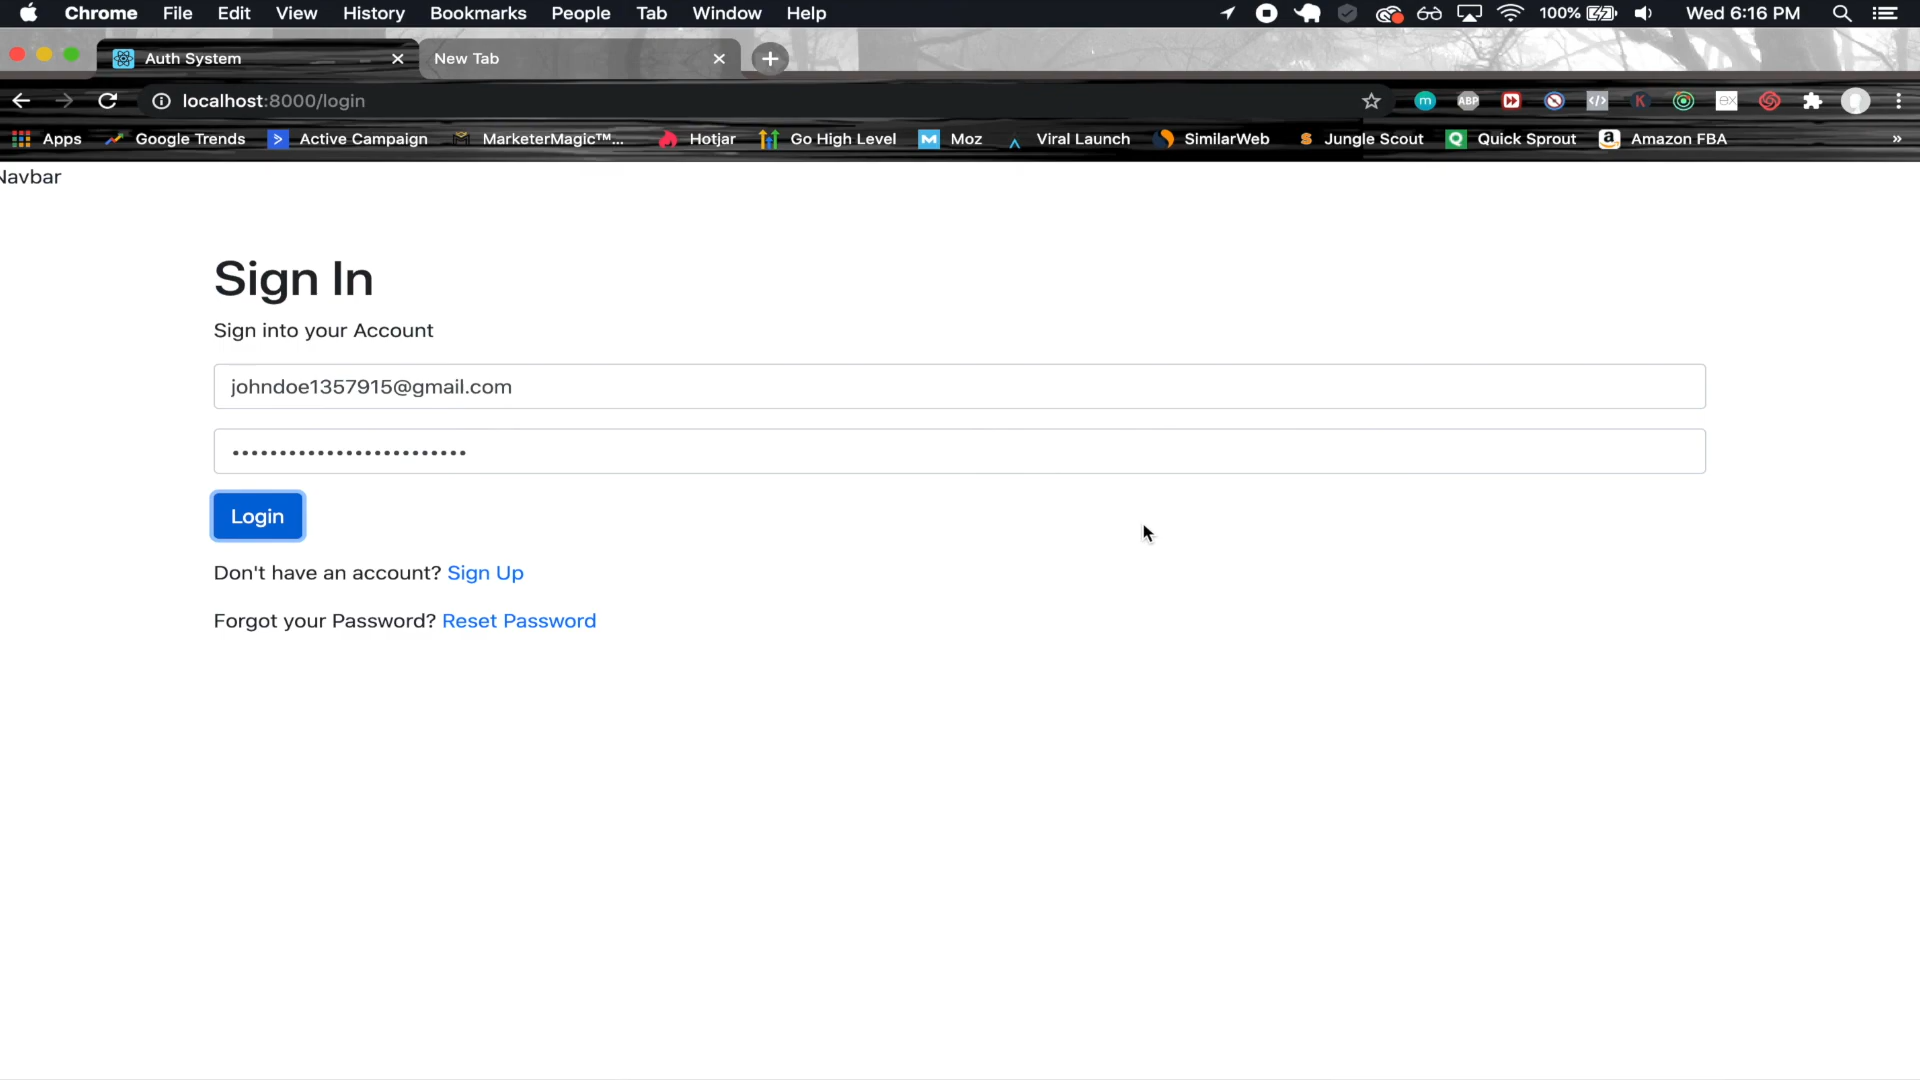 Chrome File Edit View History Bookmarks People Tab Window Help 100% Wed 6:16 PM
Auth System New Tab
localhost:8000/login m ABP K ex
Apps Google Trends Active Campaign MarketerMagic™... Hotjar Go High Level Moz Viral Launch SimilarWeb Jungle Scout Quick Sprout Amazon FBA »
Navbar
Sign In
Sign into your Account
johndoe1357915@gmail.com
Login
Don't have an account? Sign Up
Forgot your Password? Reset Password